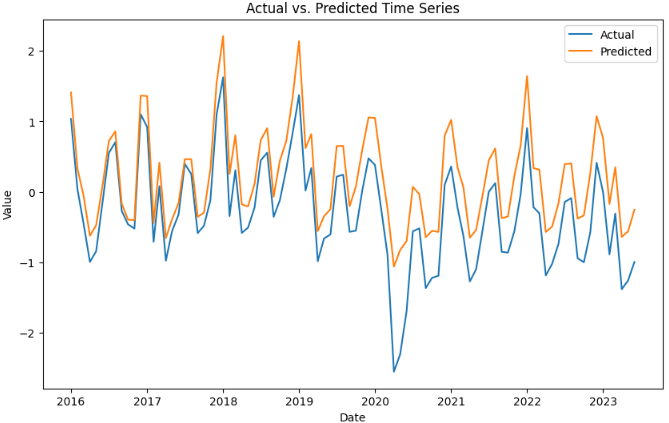 Actual vs. Predicted Time Series
Actual
Predicted
2
1
0
−1
−2
Value
2016 2017 2018 2019 2020 2021 2022 2023
Date